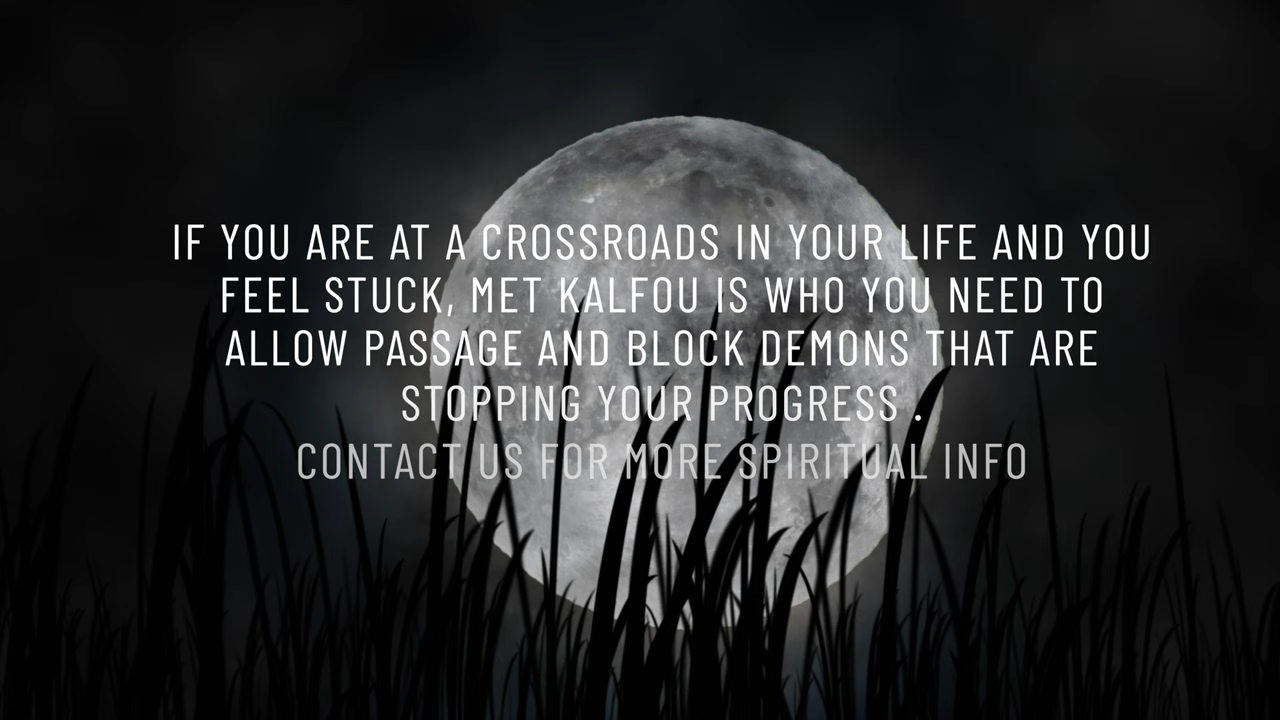 IF YOU ARE AT A CROSSROADS IN YOUR LIFE AND YOU
FEEL STUCK, MET KALFOU IS WHO YOU NEED TO
ALLOW PASSAGE AND BLOCK DEMONS THAT ARE
STOPPING YOUR PROGRESS .
CONTACT US FOR MORE SPIRITUAL INFO